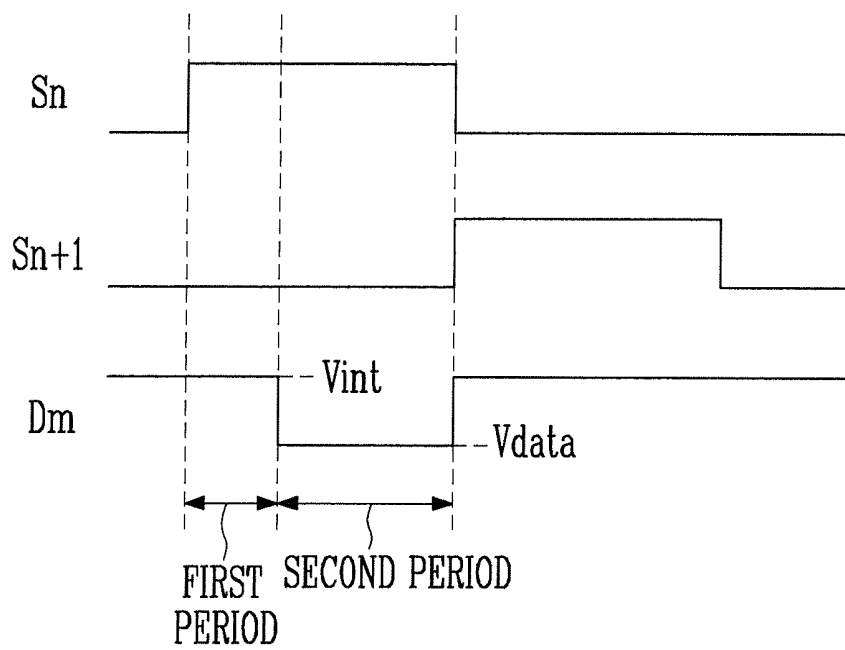 Sn
Sn+1
Vint
Dm
Vdata
FIRST PERIOD
SECOND PERIOD